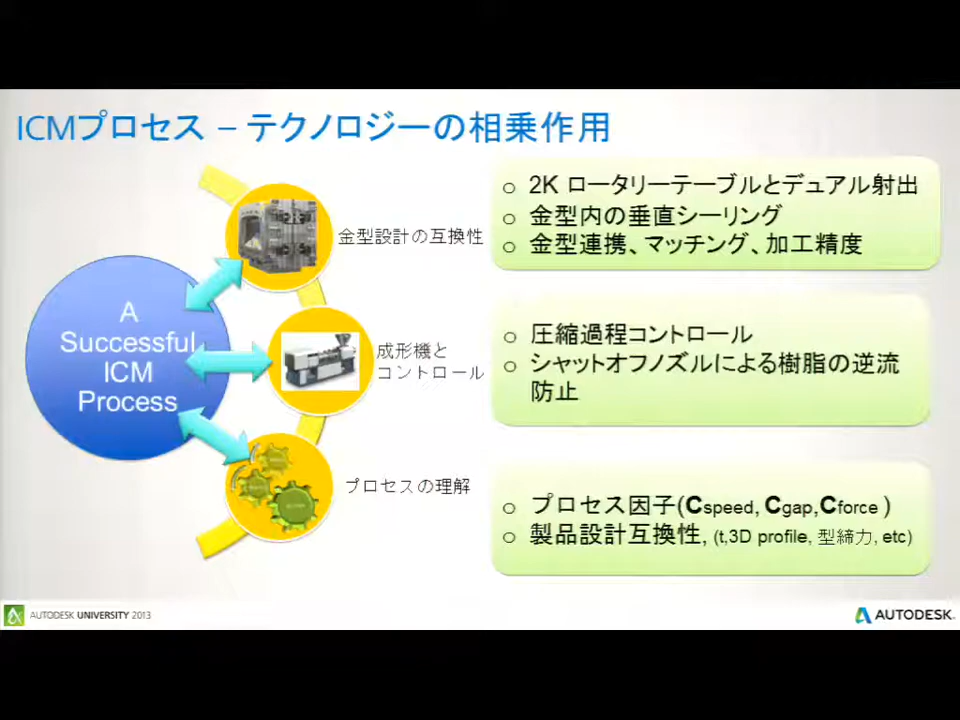 ICMプロセス – テクノロジーの相乗作用
A
Successful
ICM
Process
金型設計の互換性
○ 2K ロータリーテーブルとデュアル射出
○ 金型内の垂直シーリング
○ 金型連携、マッチング、加工精度
成形機と
コントロール
○ 圧縮過程コントロール
○ シャットオフノズルによる樹脂の逆流
防止
プロセスの理解
○ プロセス因子(Cspeed, Cgap,Cforce )
○ 製品設計互換性, (t,3D profile, 型締力, etc)
AUTODESK UNIVERSITY 2013
AUTODESK.